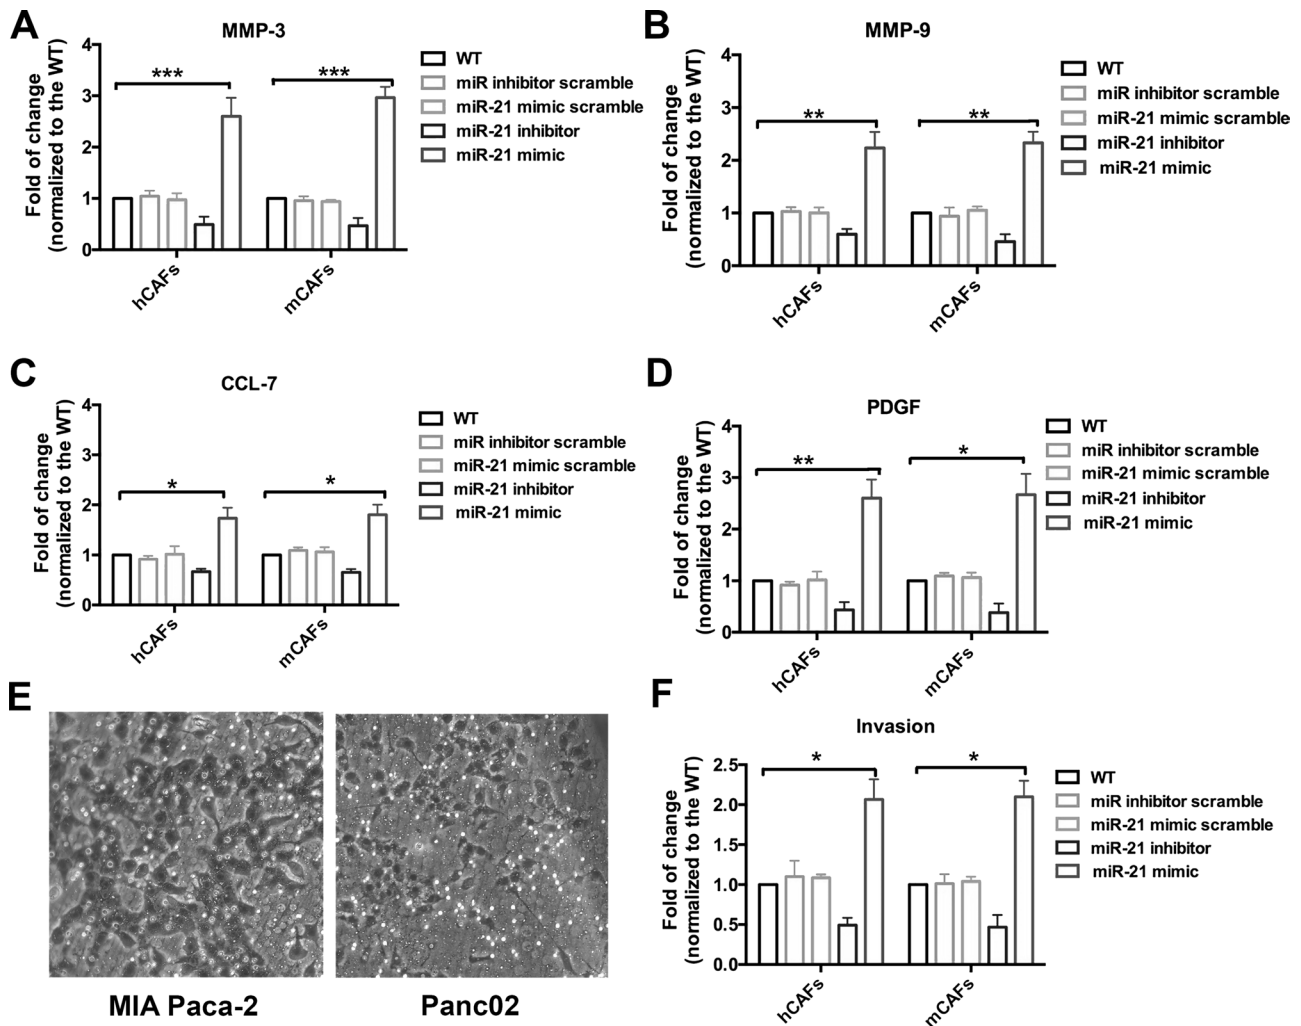 A
MMP-3
Fold of change
(normalized to the WT)
4
3
2
1
0
***
***
hCAFs
mCAFs
WT
miR inhibitor scramble
miR-21 mimic scramble
miR-21 inhibitor
miR-21 mimic
B
MMP-9
Fold of change
(normalized to the WT)
4
3
2
1
0
**
**
hCAFs
mCAFs
WT
miR inhibitor scramble
miR-21 mimic scramble
miR-21 inhibitor
miR-21 mimic
C
CCL-7
Fold of change
(normalized to the WT)
4
3
2
1
0
*
*
hCAFs
mCAFs
WT
miR inhibitor scramble
miR-21 mimic scramble
miR-21 inhibitor
miR-21 mimic
D
PDGF
Fold of change
(normalized to the WT)
4
3
2
1
0
**
*
hCAFs
mCAFs
WT
miR inhibitor scramble
miR-21 mimic scramble
miR-21 inhibitor
miR-21 mimic
E
MIA Paca-2
Panc02
F
Invasion
Fold of change
(normalized to the WT)
2.5
2.0
1.5
1.0
0.5
0.0
*
*
hCAFs
mCAFs
WT
miR inhibitor scramble
miR-21 mimic scramble
miR-21 inhibitor
miR-21 mimic